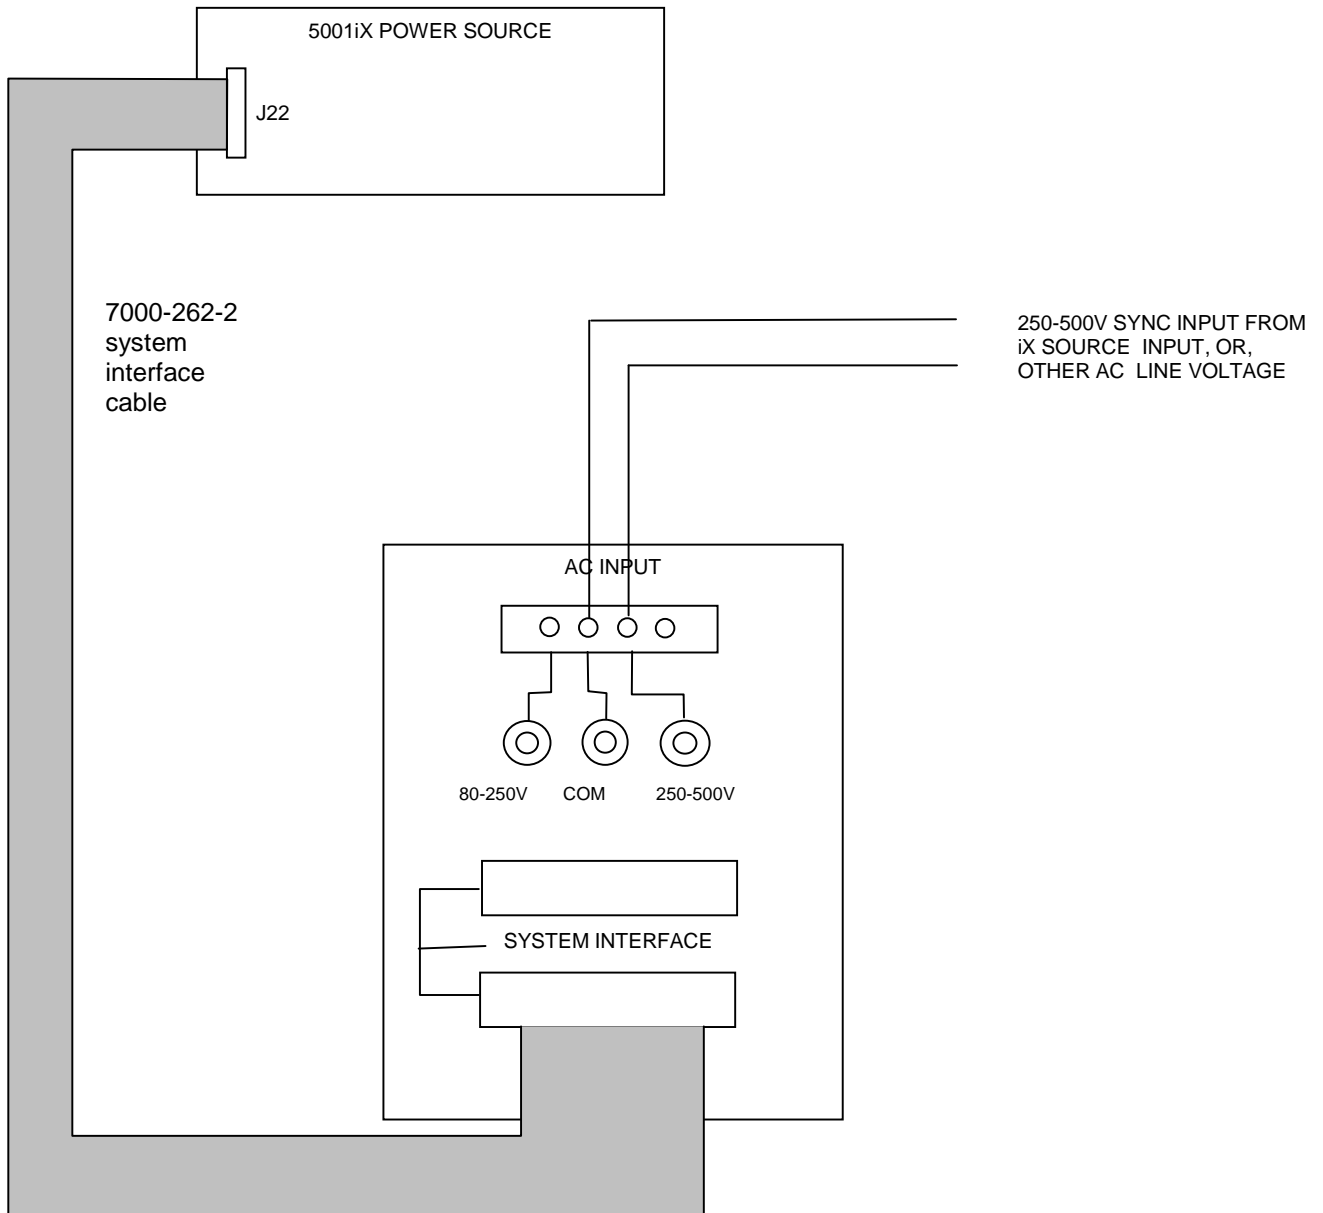 5001iX POWER SOURCE
J22
7000-262-2
system
interface
cable
250-500V SYNC INPUT FROM
iX SOURCE INPUT, OR,
OTHER AC LINE VOLTAGE
AC INPUT
80-250V COM 250-500V
SYSTEM INTERFACE